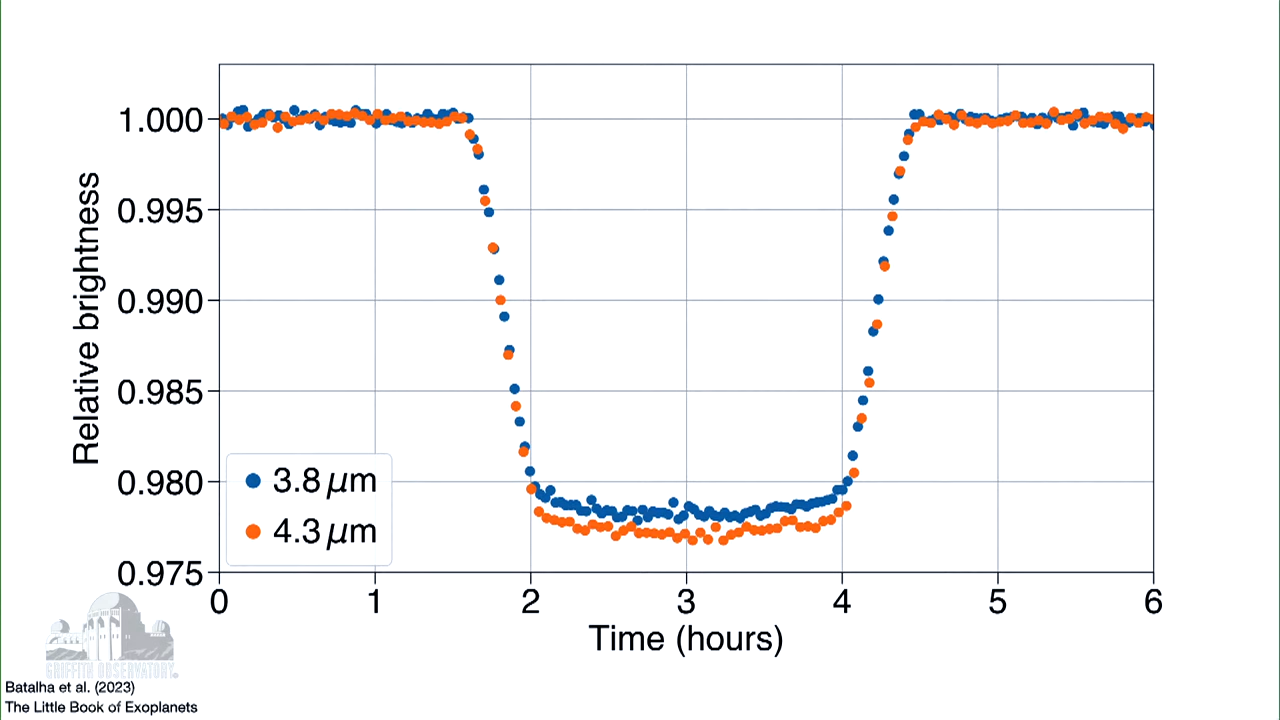 Relative brightness
1.000
0.995
0.990
0.985
0.980
0.975
3.8 μm
4.3 μm
0 1 2 3 4 5 6
Time (hours)
GRIFFITH OBSERVATORY
Batalha et al. (2023)
The Little Book of Exoplanets